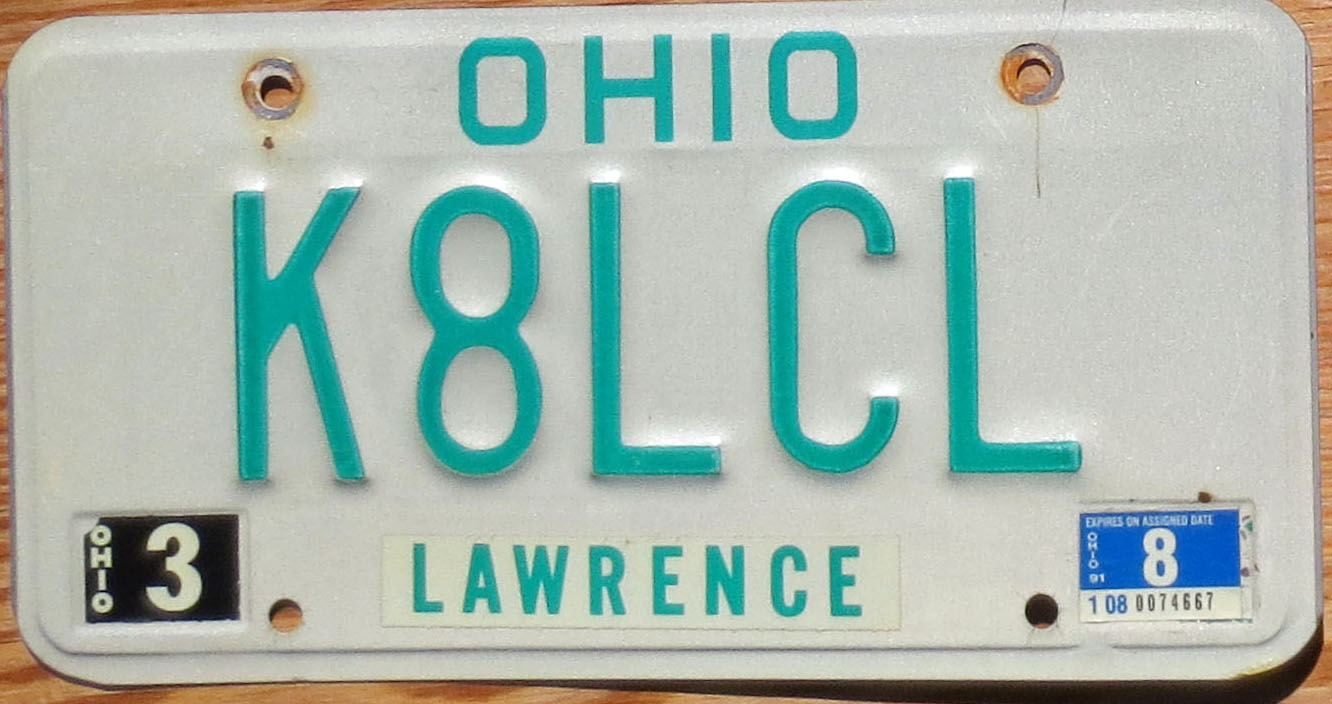 OHIO
K8LCL
OHIO 3
LAWRENCE
EXPIRES ON ASSIGNED DATE
OHIO 91 8
1 08 0074667